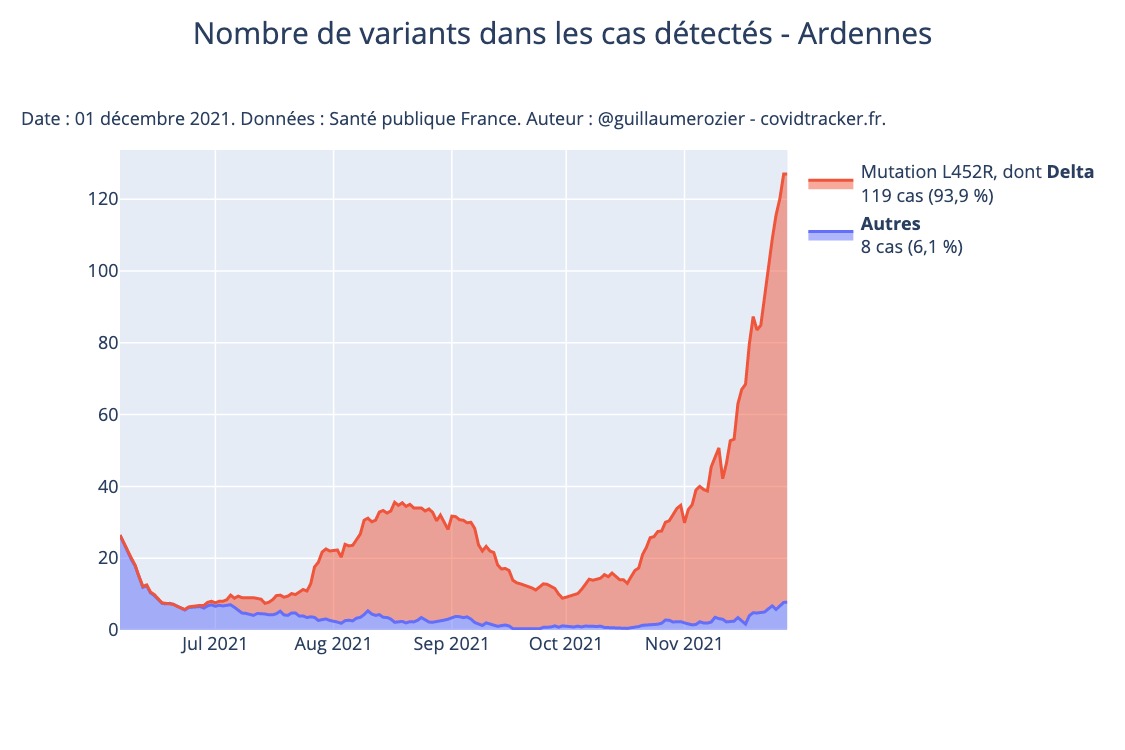 Nombre de variants dans les cas détectés - Ardennes
Date : 01 décembre 2021. Données : Santé publique France. Auteur : @guillaumerozier - covidtracker.fr.
Mutation L452R, dont Delta
119 cas (93,9 %)
Autres
8 cas (6,1 %)
120
100
80
60
40
20
0
Jul 2021
Aug 2021
Sep 2021
Oct 2021
Nov 2021